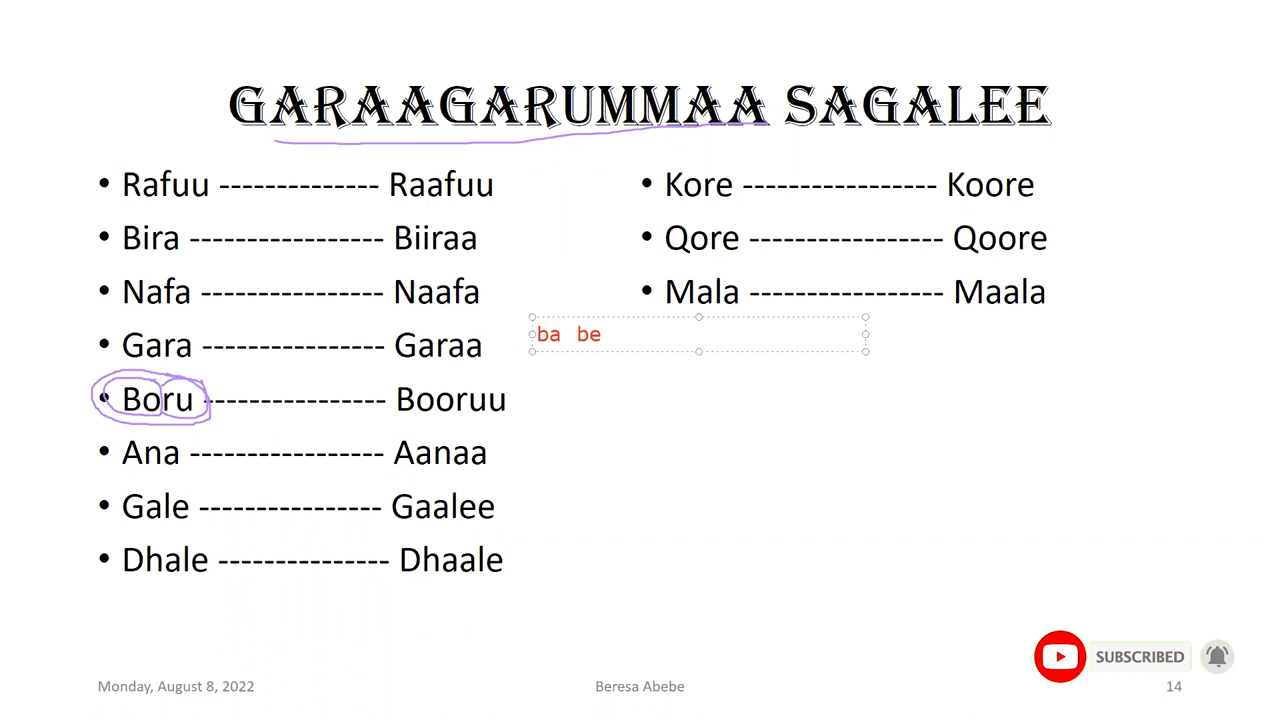 GARAAGARUMMAA SAGALEE
• Rafuu -------------- Raafuu
• Bira ----------------- Biiraa
• Nafa ---------------- Naafa
• Gara ---------------- Garaa
• Boru ---------------- Booruu
• Ana ----------------- Aanaa
• Gale ---------------- Gaalee
• Dhale --------------- Dhaale
• Kore ----------------- Koore
• Qore ----------------- Qoore
• Mala ----------------- Maala
ba be
SUBSCRIBED
Monday, August 8, 2022
Beresa Abebe
14